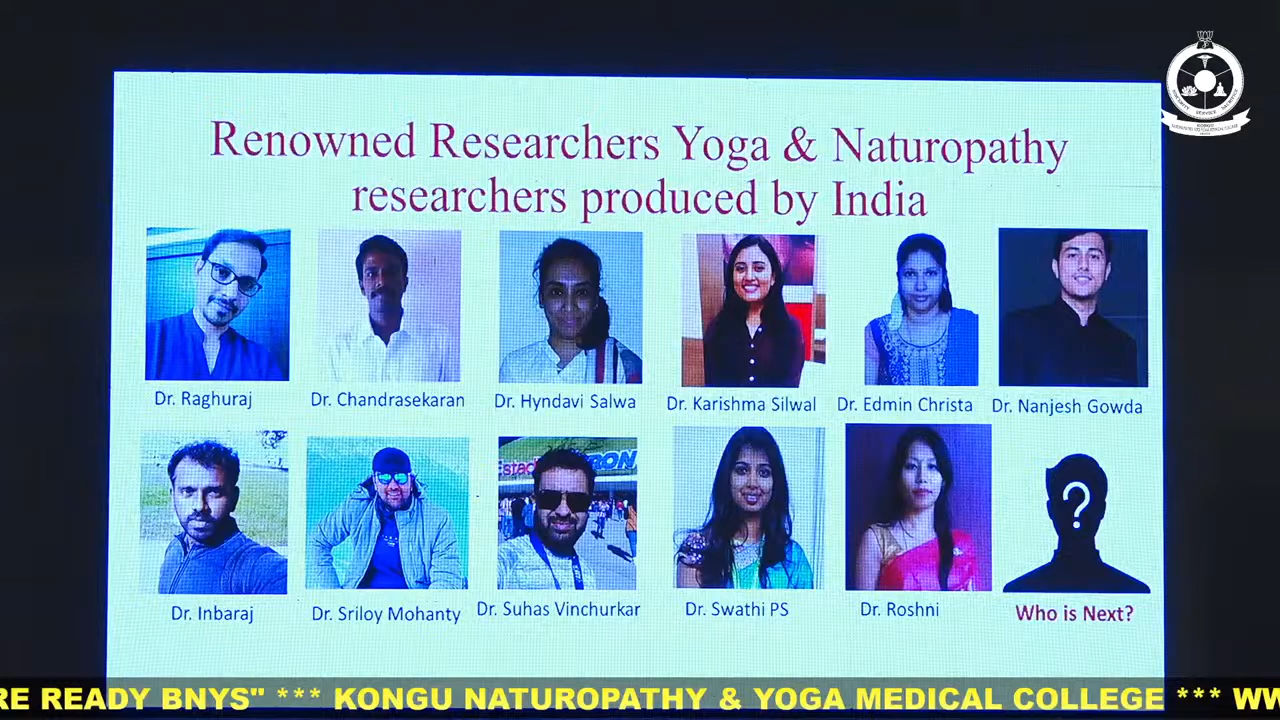 Renowned Researchers Yoga & Naturopathy
researchers produced by India
Dr. Raghuraj
Dr. Chandrasekaran
Dr. Hyndavi Salwa
Dr. Karishma Silwal
Dr. Edmin Christa
Dr. Nanjesh Gowda
Estad
RON
?
Dr. Inbaraj
Dr. Sriloy Mohanty
Dr. Suhas Vinchurkar
Dr. Swathi PS
Dr. Roshni
Who is Next?
RE READY BNYS" *** KONGU NATUROPATHY & YOGA MEDICAL COLLEGE *** WW